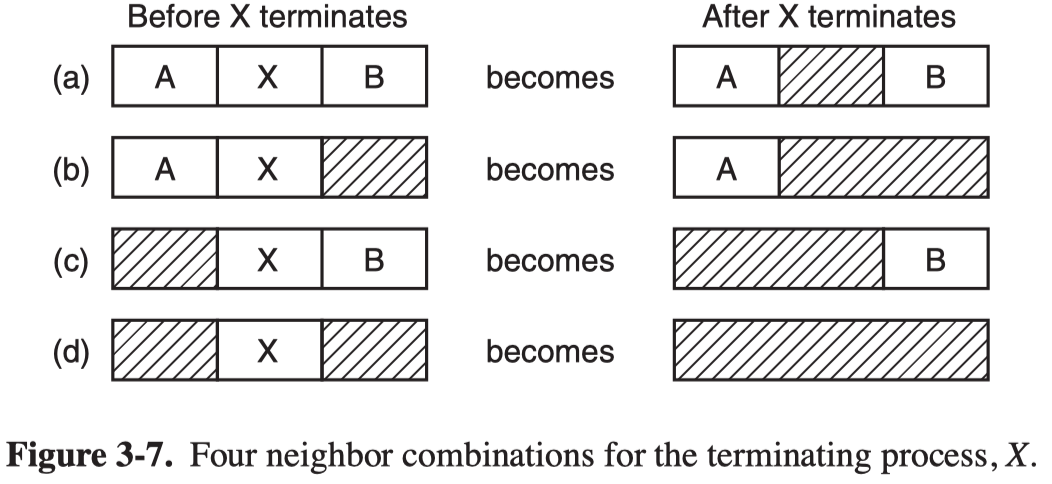 Before X terminates After X terminates
(a) A X B becomes A B
(b) A X becomes A
(c) X B becomes B
(d) X becomes
Figure 3-7. Four neighbor combinations for the terminating process, X.